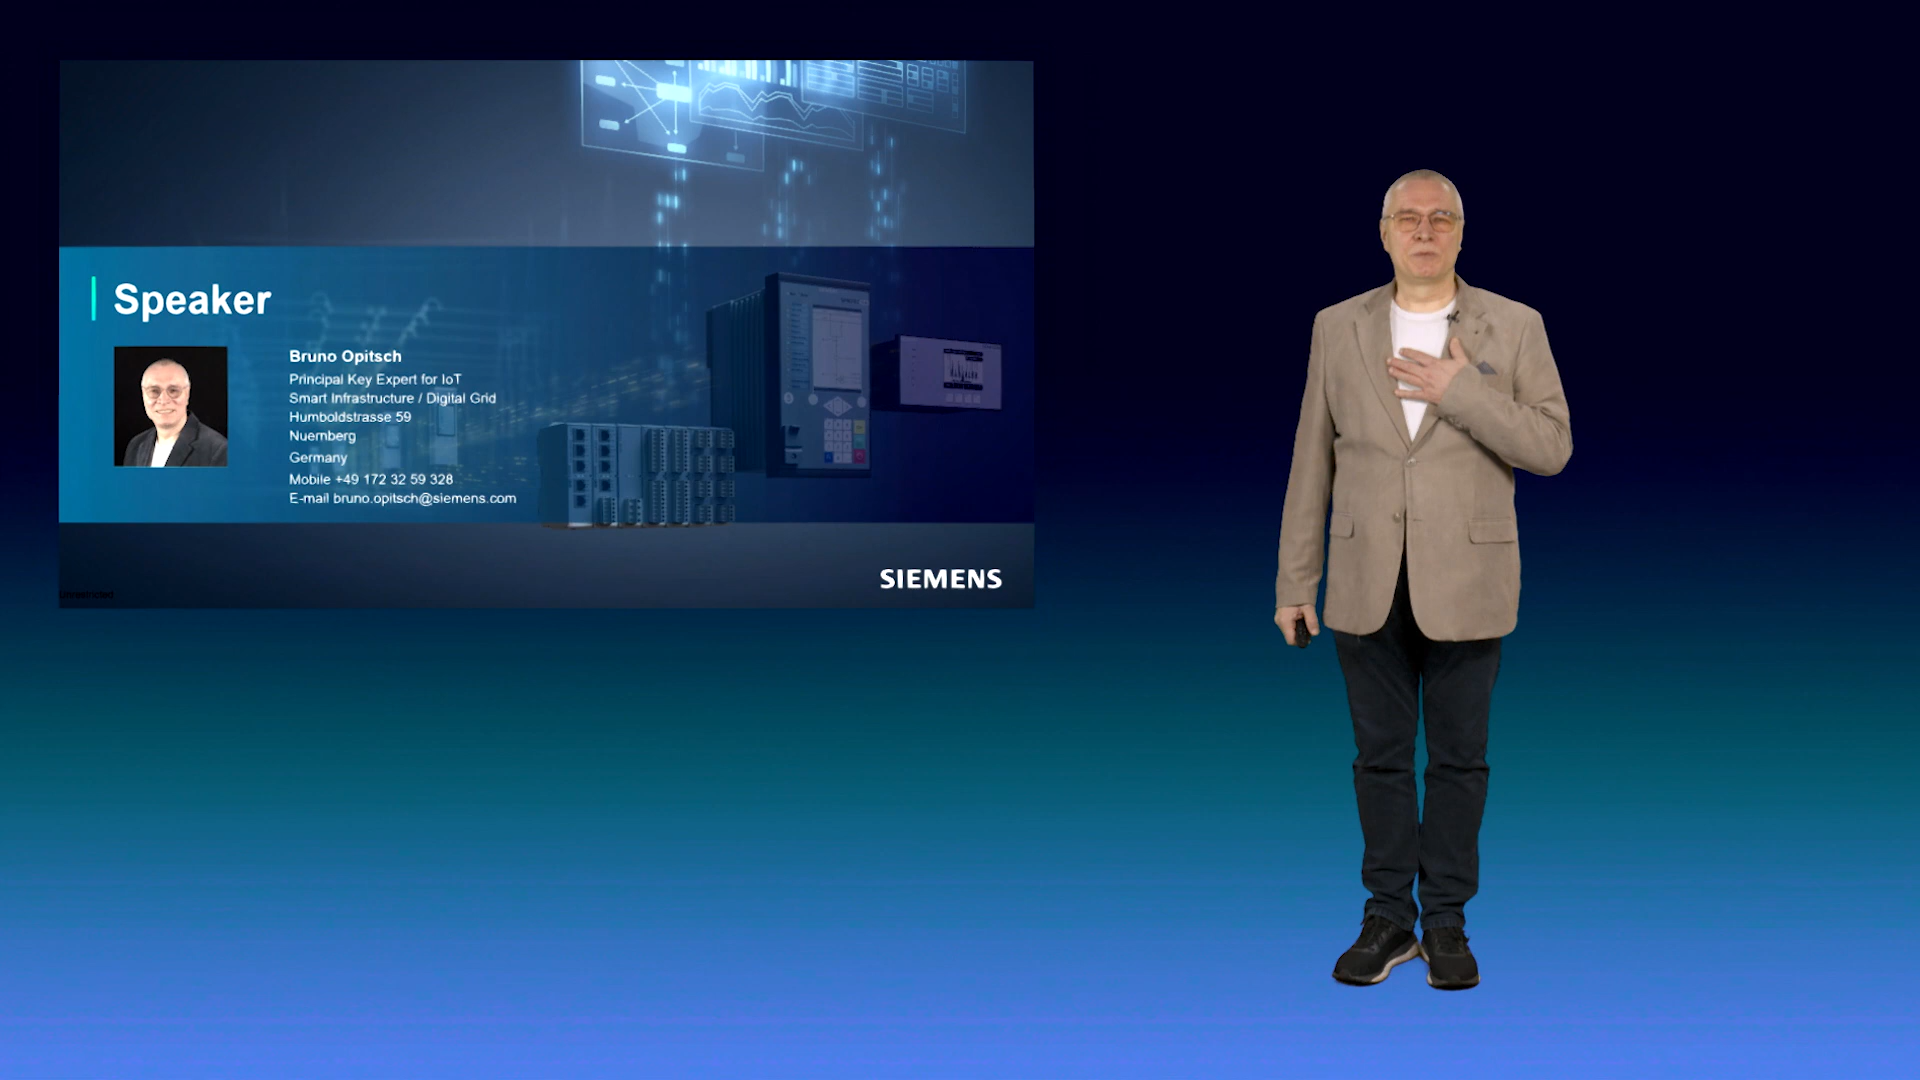 Speaker
Bruno Opitsch
Principal Key Expert for IoT
Smart Infrastructure / Digital Grid
Humboldstrasse 59
Nuernberg
Germany
Mobile +49 172 32 59 328
E-mail bruno.opitsch@siemens.com
SIEMENS
Unrestricted